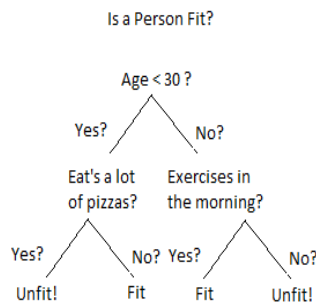 Is a Person Fit?
Age < 30 ?
Yes?
No?
Eat's a lot
of pizzas?
Exercises in
the morning?
Yes?
No?
Yes?
No?
Unfit!
Fit
Fit
Unfit!